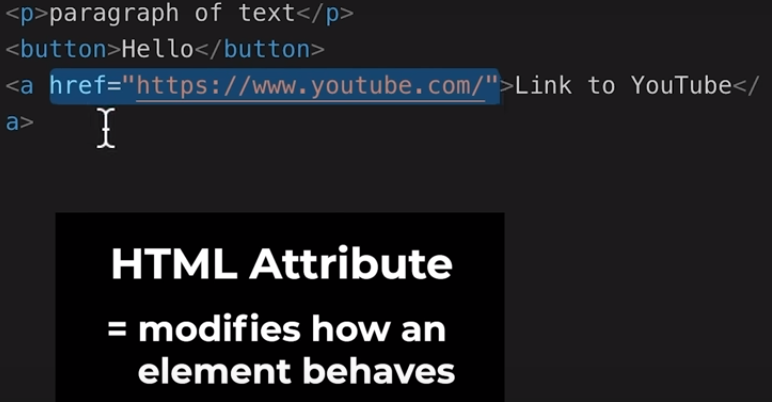 <p>paragraph of text</p>
<button>Hello</button>
<a href="https://www.youtube.com/">Link to YouTube</
a>
HTML Attribute
= modifies how an
element behaves